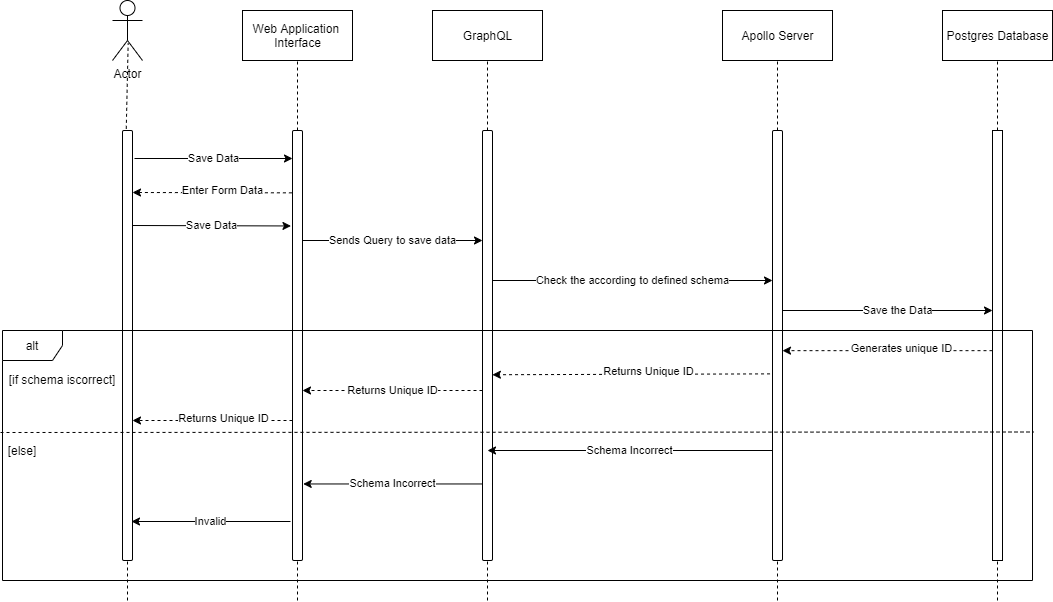 Actor
Web Application
Interface
GraphQL
Apollo Server
Postgres Database
Save Data
Enter Form Data
Save Data
Sends Query to save data
Check the according to defined schema
Save the Data
alt
Generates unique ID
[if schema iscorrect]
Returns Unique ID
Returns Unique ID
Returns Unique ID
[else]
Schema Incorrect
Schema Incorrect
Invalid